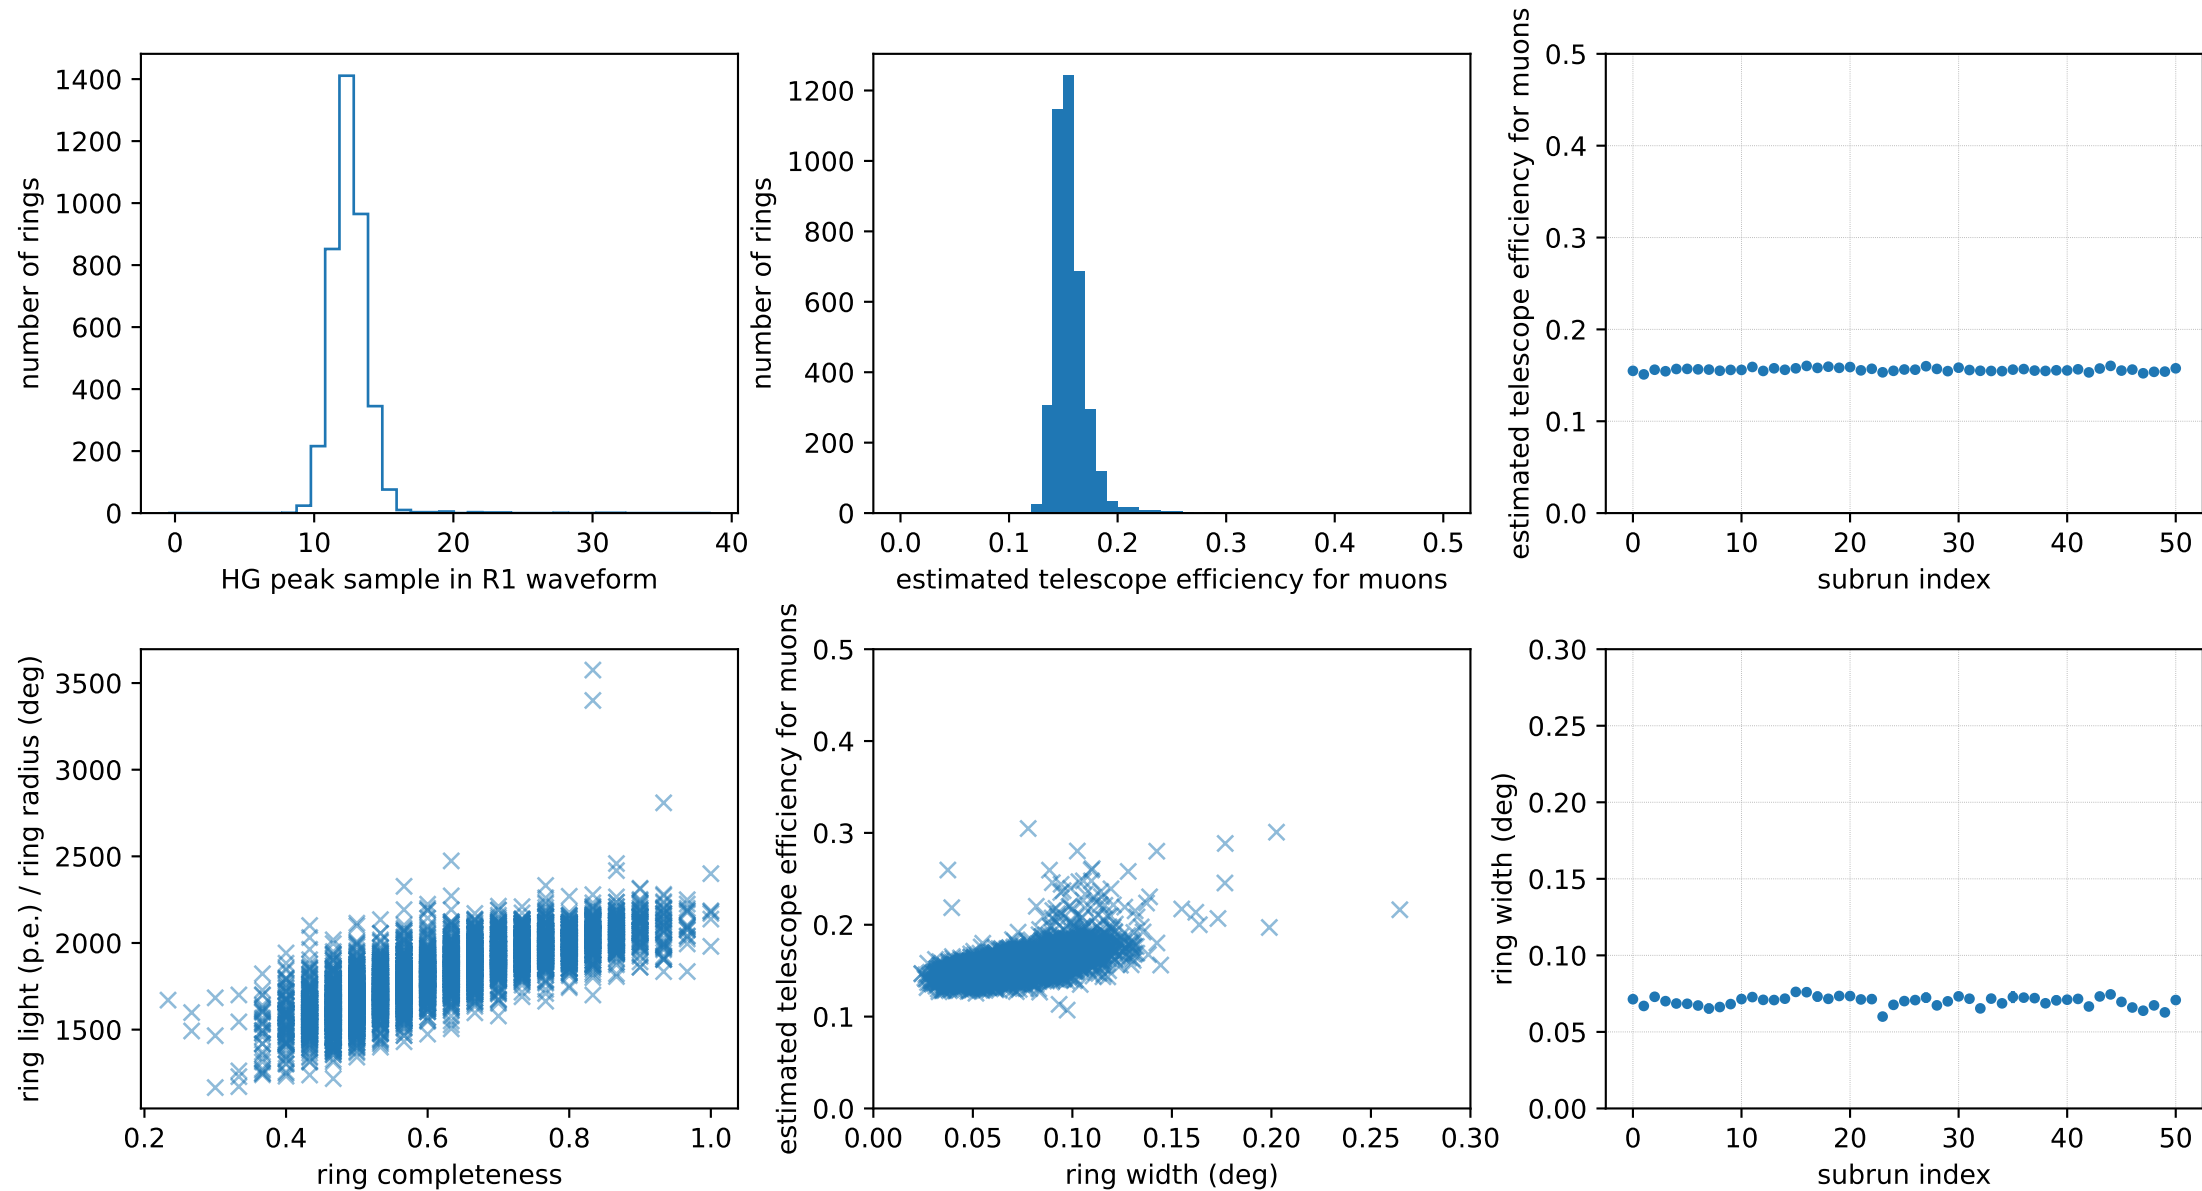 number of rings
1400
1200
1000
800
600
400
200
0
0 10 20 30 40
HG peak sample in R1 waveform
number of rings
1200
1000
800
600
400
200
0
0.0 0.1 0.2 0.3 0.4 0.5
estimated telescope efficiency for muons
estimated telescope efficiency for muons
0.5
0.4
0.3
0.2
0.1
0.0
0 10 20 30 40 50
subrun index
ring light (p.e.) / ring radius (deg)
3500
3000
2500
2000
1500
0.2 0.4 0.6 0.8 1.0
ring completeness
estimated telescope efficiency for muons
0.5
0.4
0.3
0.2
0.1
0.0
0.00 0.05 0.10 0.15 0.20 0.25 0.30
ring width (deg)
ring width (deg)
0.30
0.25
0.20
0.15
0.10
0.05
0.00
0 10 20 30 40 50
subrun index